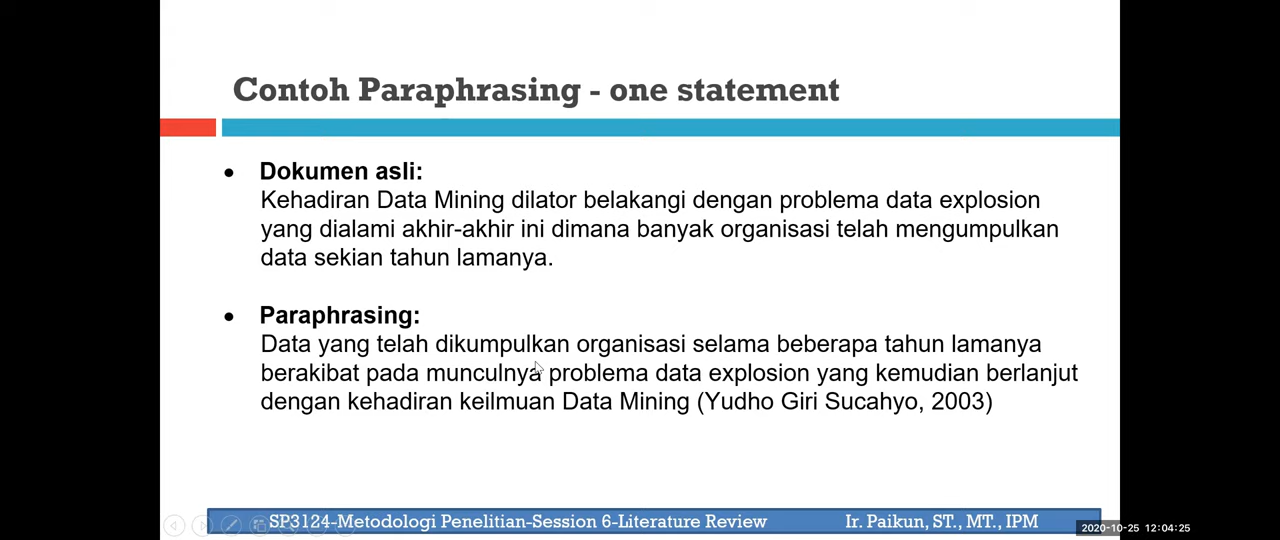 Contoh Paraphrasing - one statement
• Dokumen asli:
Kehadiran Data Mining dilator belakangi dengan problema data explosion
yang dialami akhir-akhir ini dimana banyak organisasi telah mengumpulkan
data sekian tahun lamanya.
• Paraphrasing:
Data yang telah dikumpulkan organisasi selama beberapa tahun lamanya
berakibat pada munculnya problema data explosion yang kemudian berlanjut
dengan kehadiran keilmuan Data Mining (Yudho Giri Sucahyo, 2003)
SP3124-Metodologi Penelitian-Session 6-Literature Review Ir. Paikun, ST., MT., IPM
2020-10-25 12:04:25